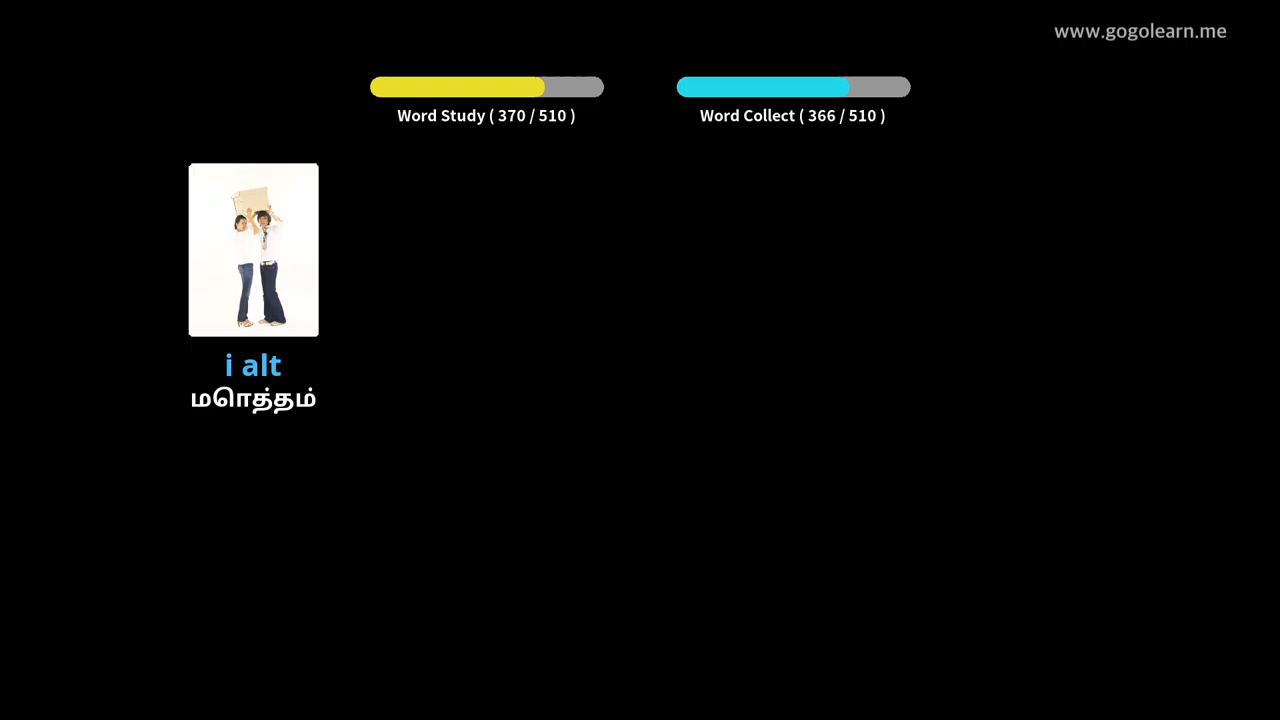 www.gogolearn.me
Word Study ( 370 / 510 )
Word Collect ( 366 / 510 )
i alt
மொத்தம்